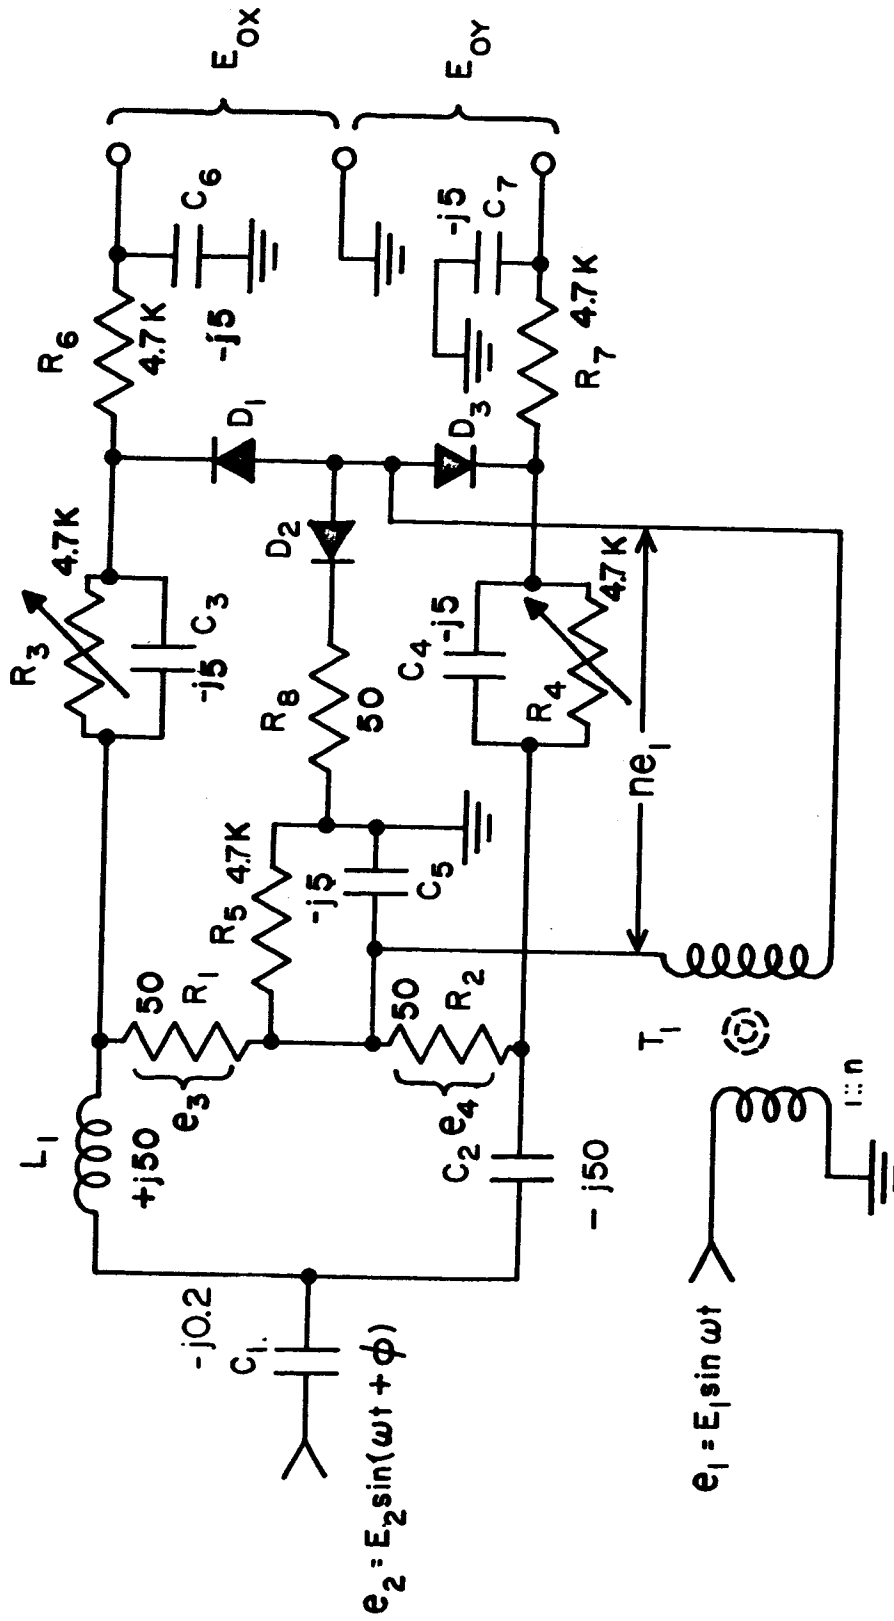 E₀X
E₀Y
R₆
4.7K
C₆
-j5
-j5
C₇
R₇
4.7K
D₁
D₂
D₃
R₃
4.7K
C₃
-j5
R₈
50
C₄
-j5
R₄
4.7K
ne₁
R₅
4.7K
-j5
C₅
L₁
+j50
50
R₁
e₃
50
R₂
e₄
C₂
-j50
T₁
1::n
-j0.2
C₁.
e₂ = E₂ sin(ωt + ϕ)
e₁ = E₁ sin ωt